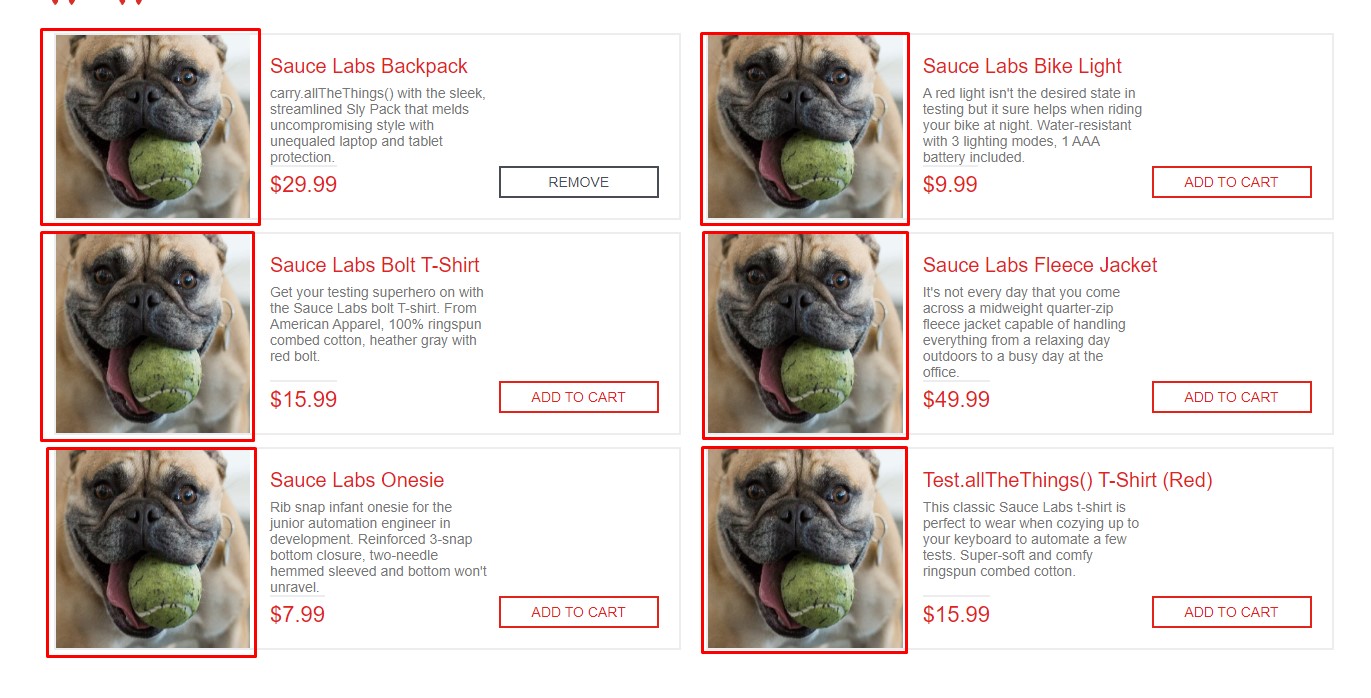 Sauce Labs Backpack
carry.allTheThings() with the sleek,
streamlined Sly Pack that melds
uncompromising style with
unequaled laptop and tablet
protection.
$29.99
REMOVE
Sauce Labs Bike Light
A red light isn't the desired state in
testing but it sure helps when riding
your bike at night. Water-resistant
with 3 lighting modes, 1 AAA
battery included.
$9.99
ADD TO CART
Sauce Labs Bolt T-Shirt
Get your testing superhero on with
the Sauce Labs bolt T-shirt. From
American Apparel, 100% ringspun
combed cotton, heather gray with
red bolt.
$15.99
ADD TO CART
Sauce Labs Fleece Jacket
It's not every day that you come
across a midweight quarter-zip
fleece jacket capable of handling
everything from a relaxing day
outdoors to a busy day at the
office.
$49.99
ADD TO CART
Sauce Labs Onesie
Rib snap infant onesie for the
junior automation engineer in
development. Reinforced 3-snap
bottom closure, two-needle
hemmed sleeved and bottom won't
unravel.
$7.99
ADD TO CART
Test.allTheThings() T-Shirt (Red)
This classic Sauce Labs t-shirt is
perfect to wear when cozying up to
your keyboard to automate a few
tests. Super-soft and comfy
ringspun combed cotton.
$15.99
ADD TO CART